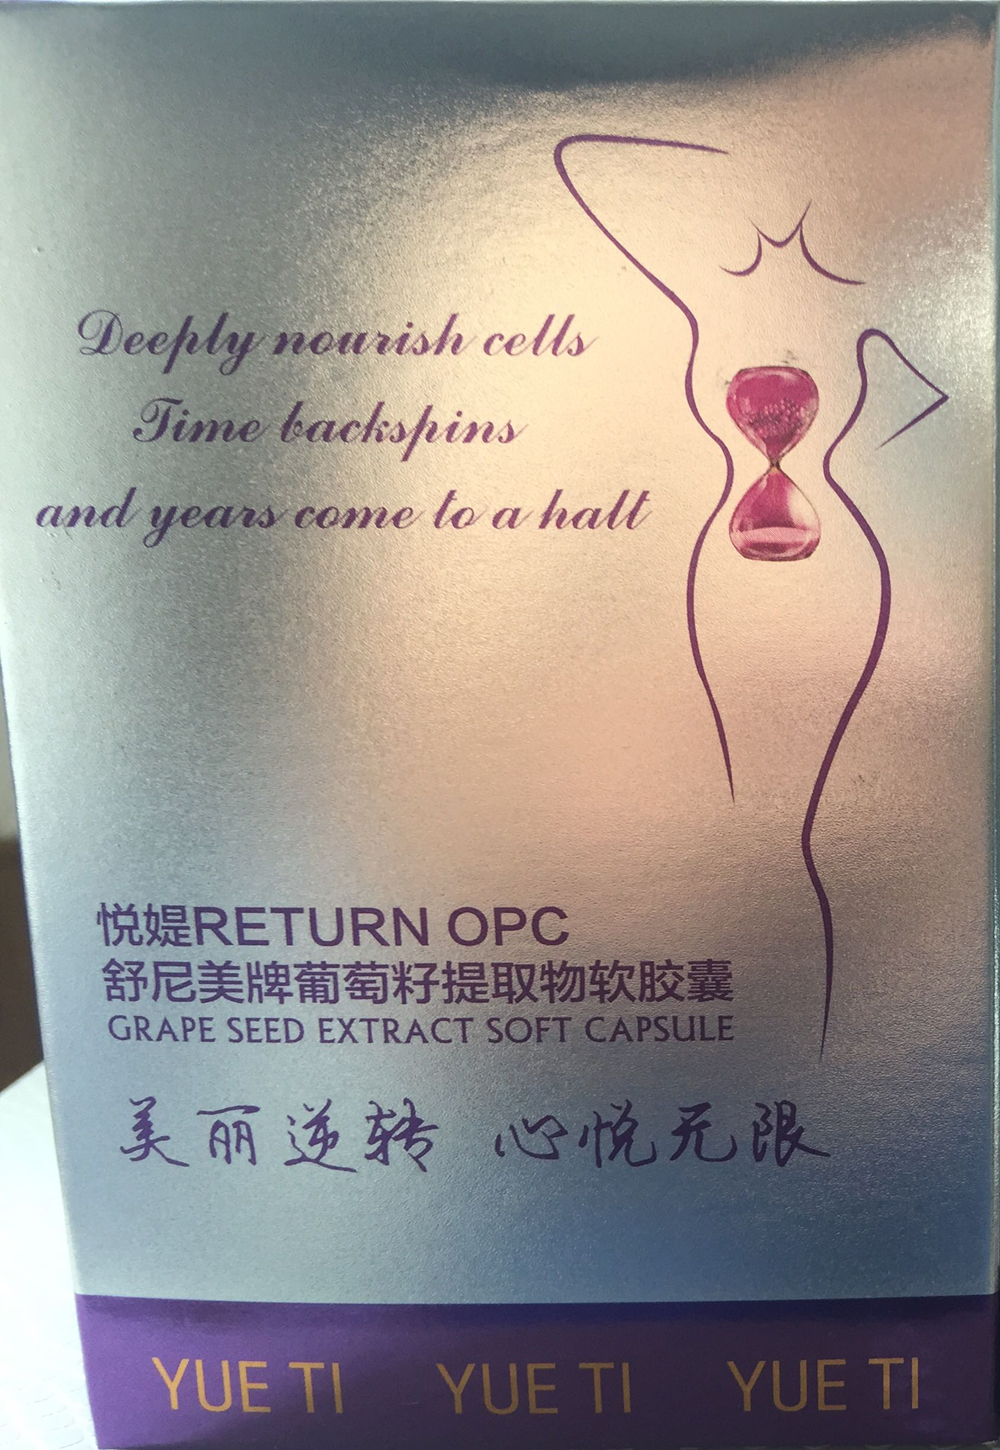 Deeply nourish cells
Time backspins
and years come to a halt
悦媞RETURN OPC
舒尼美牌葡萄籽提取物软胶囊
GRAPE SEED EXTRACT SOFT CAPSULE
美丽逆转 心悦无限
YUE TI YUE TI YUE TI